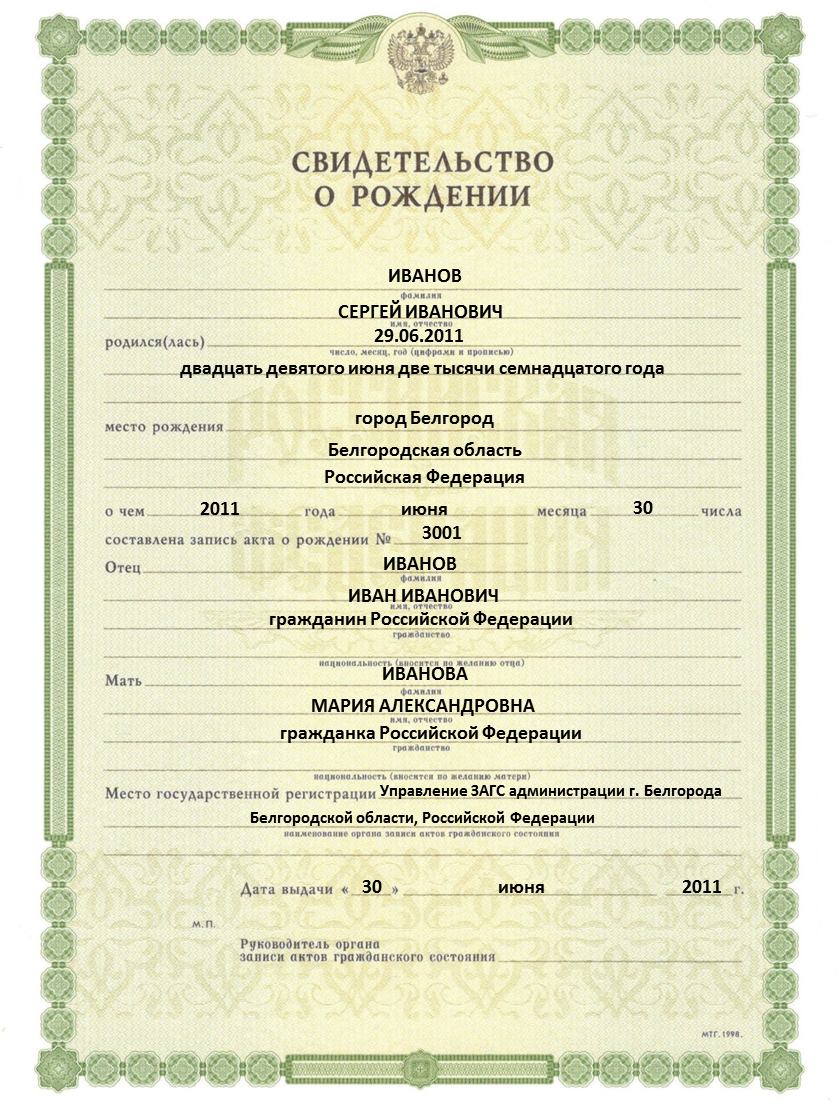 СВИДЕТЕЛЬСТВО
О РОЖДЕНИИ
ИВАНОВ
фамилия
СЕРГЕЙ ИВАНОВИЧ
имя, отчество
родился(лась) 29.06.2011
число, месяц, год (цифрами и прописью)
двадцать девятого июня две тысячи семнадцатого года
РОССИЙСКАЯ
место рождения город Белгород
Белгородская область
Российская Федерация
о чем 2011 года июня месяца 30 числа
ФЕДЕРАЦИЯ
составлена запись акта о рождении № 3001
Отец ИВАНОВ
фамилия
ИВАН ИВАНОВИЧ
имя, отчество
гражданин Российской Федерации
гражданство
национальность (вносится по желанию отца)
Мать ИВАНОВА
фамилия
МАРИЯ АЛЕКСАНДРОВНА
имя, отчество
гражданка Российской Федерации
гражданство
национальность (вносится по желанию матери)
Место государственной регистрации Управление ЗАГС администрации г. Белгорода
Белгородской области, Российской Федерации
наименование органа записи актов гражданского состояния
Дата выдачи « 30 » июня 2011 г.
М.П.
Руководитель органа
записи актов гражданского состояния
МТГ. 1998.